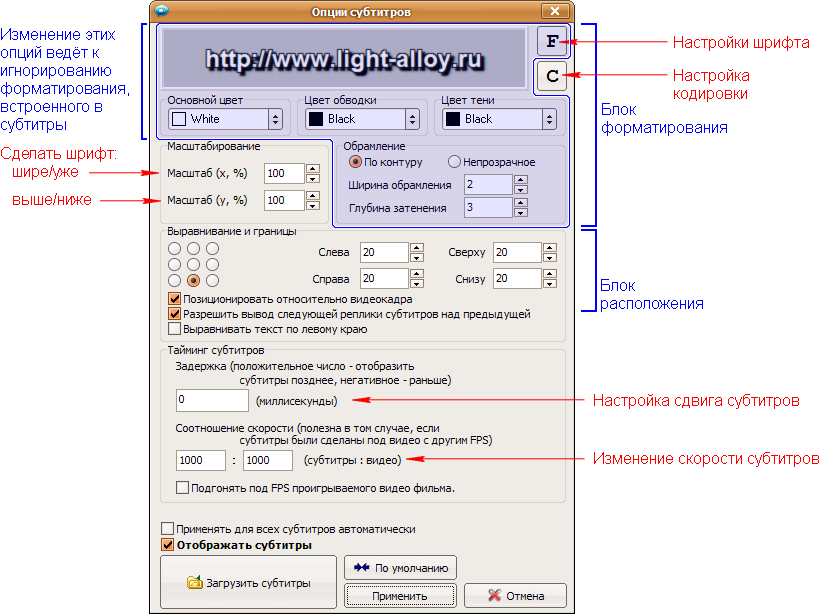 Опции субтитров
Изменение этих
опций ведёт к
игнорированию
форматирования,
встроенного в
субтитры
http://www.light-alloy.ru
F
Настройки шрифта
C
Настройка
кодировки
Блок
форматирования
Основной цвет
Цвет обводки
Цвет тени
White
Black
Black
Сделать шрифт:
шире/уже
выше/ниже
Масштабирование
Масштаб (x, %)
100
Масштаб (y, %)
100
Обрамление
По контуру
Непрозрачное
Ширина обрамления
2
Глубина затенения
3
Выравнивание и границы
Слева
20
Сверху
20
Справа
20
Снизу
20
Блок
расположения
Позиционировать относительно видеокадра
Разрешить вывод следующей реплики субтитров над предыдущей
Выравнивать текст по левому краю
Тайминг субтитров
Задержка (положительное число - отобразить
субтитры позднее, негативное - раньше)
0
(миллисекунды)
Настройка сдвига субтитров
Соотношение скорости (полезна в том случае, если
субтитры были сделаны под видео с другим FPS)
1000 : 1000 (субтитры : видео)
Изменение скорости субтитров
Подгонять под FPS проигрываемого видео фильма.
Применять для всех субтитров автоматически
Отображать субтитры
Загрузить субтитры
По умолчанию
Применить
Отмена